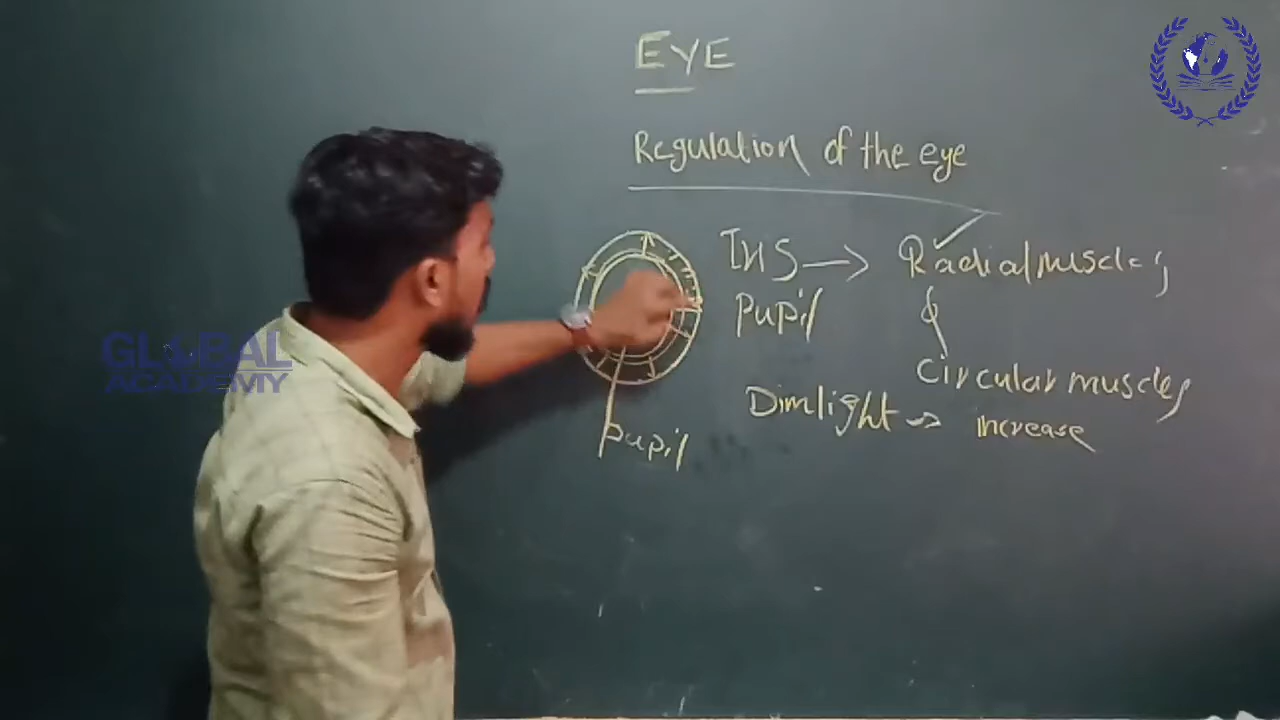 EYE
Regulation of the eye
IRIS → Radial muscles
pupil
&
Circular muscles
Dimlight → increase
pupil
GLOBAL
ACADEMY